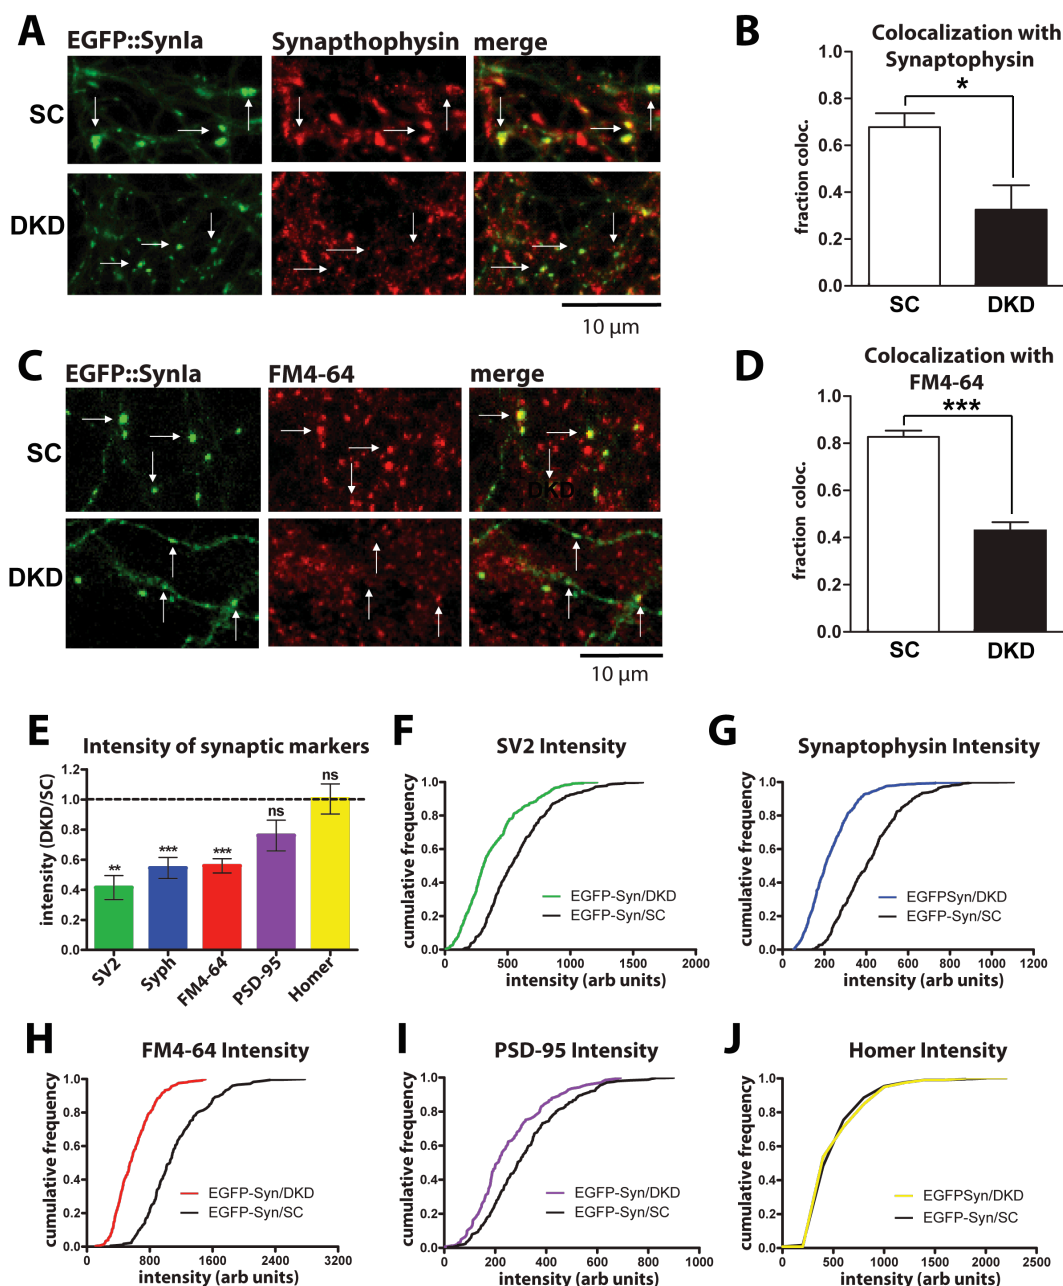 A
EGFP::SynIa
Synapthophysin
merge
SC
DKD
10 µm
B
Colocalization with
Synaptophysin
*
fraction coloc.
1.0
0.8
0.6
0.4
0.2
0.0
SC
DKD
C
EGFP::SynIa
FM4-64
merge
SC
DKD
DKD
10 µm
D
Colocalization with
FM4-64
***
fraction coloc.
1.0
0.8
0.6
0.4
0.2
0.0
SC
DKD
E
Intensity of synaptic markers
intensity (DKD/SC)
1.2
1.0
0.8
0.6
0.4
0.2
0.0
**
***
***
ns
ns
SV2
Syph
FM4-64
PSD-95
Homer
F
SV2 Intensity
cumulative frequency
1.0
0.8
0.6
0.4
0.2
0.0
EGFP-Syn/DKD
EGFP-Syn/SC
0
500
1000
1500
2000
intensity (arb units)
G
Synaptophysin Intensity
cumulative frequency
1.0
0.8
0.6
0.4
0.2
0.0
EGFPSyn/DKD
EGFP-Syn/SC
0
200
400
600
800
1000
1200
intensity (arb units)
H
FM4-64 Intensity
cumulative frequency
1.0
0.8
0.6
0.4
0.2
0.0
EGFP-Syn/DKD
EGFP-Syn/SC
0
800
1600
2400
3200
intensity (arb units)
I
PSD-95 Intensity
cumulative frequency
1.0
0.8
0.6
0.4
0.2
0.0
EGFP-Syn/DKD
EGFP-Syn/SC
0
200
400
600
800
1000
intensity (arb units)
J
Homer Intensity
cumulative frequency
1.0
0.8
0.6
0.4
0.2
0.0
EGFPSyn/DKD
EGFP-Syn/SC
0
500
1000
1500
2000
2500
intensity (arb units)